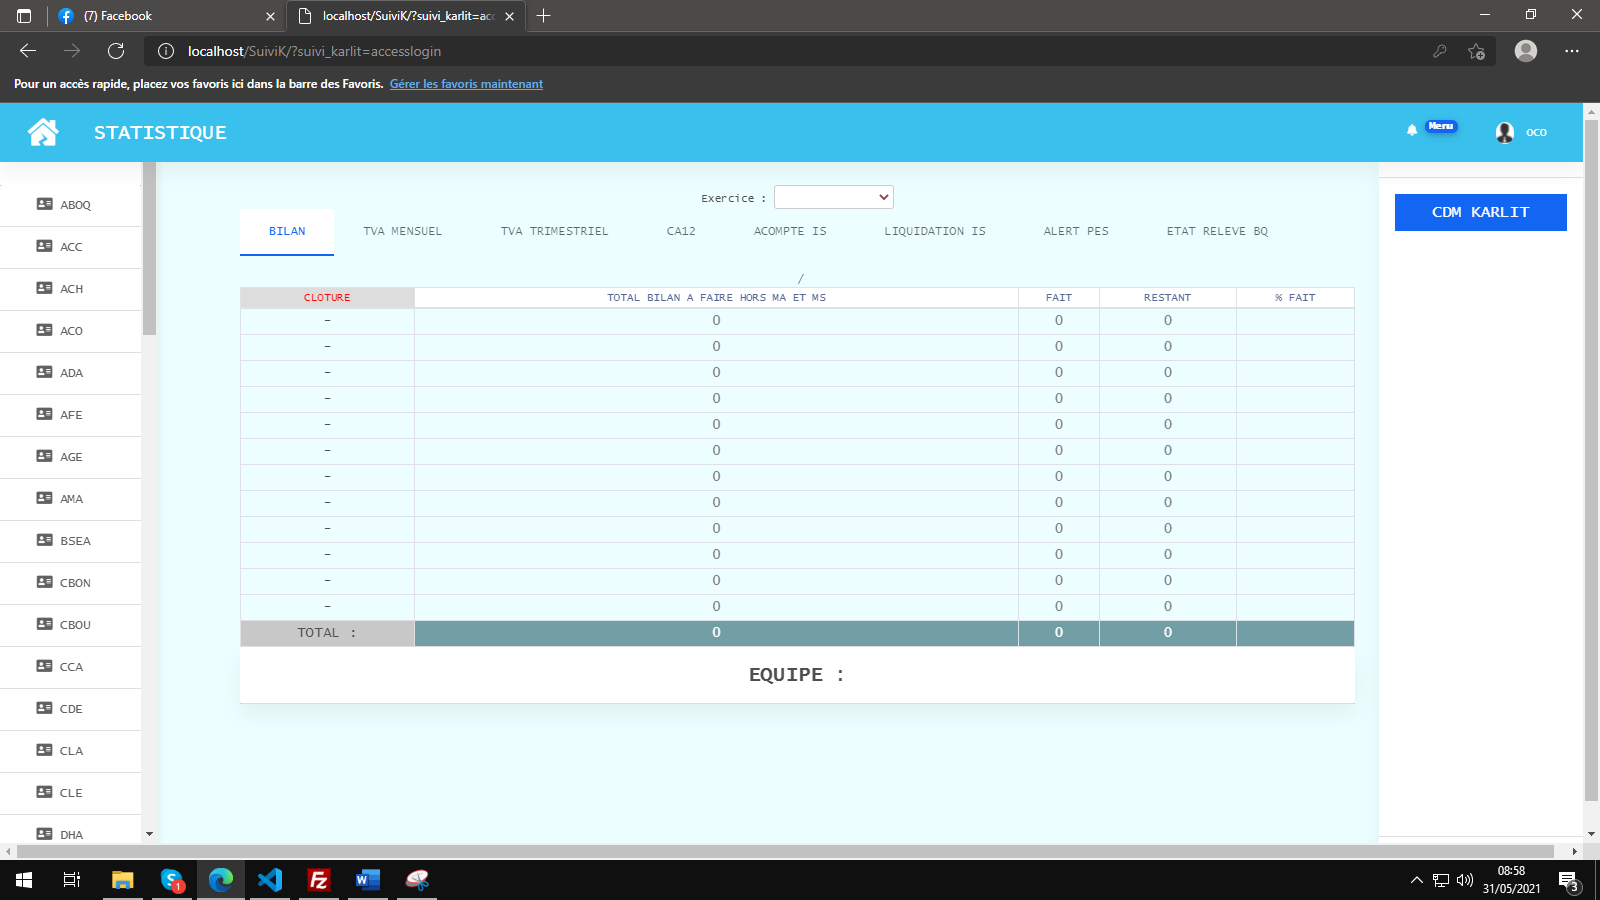 (7) Facebook
localhost/SuiviK/?suivi_karlit=acc
localhost/SuiviK/?suivi_karlit=accesslogin
Pour un accès rapide, placez vos favoris ici dans la barre des Favoris. Gérer les favoris maintenant
STATISTIQUE
Menu
oco
ABOQ
ACC
ACH
ACO
ADA
AFE
AGE
AMA
BSEA
CBON
CBOU
CCA
CDE
CLA
CLE
DHA
Exercice :
BILAN TVA MENSUEL TVA TRIMESTRIEL CA12 ACOMPTE IS LIQUIDATION IS ALERT PES ETAT RELEVE BQ
/
CLOTURE TOTAL BILAN A FAIRE HORS MA ET MS FAIT RESTANT % FAIT
- 0 0 0
- 0 0 0
- 0 0 0
- 0 0 0
- 0 0 0
- 0 0 0
- 0 0 0
- 0 0 0
- 0 0 0
- 0 0 0
- 0 0 0
- 0 0 0
TOTAL : 0 0 0
EQUIPE :
CDM KARLIT
1
08:58
31/05/2021
3